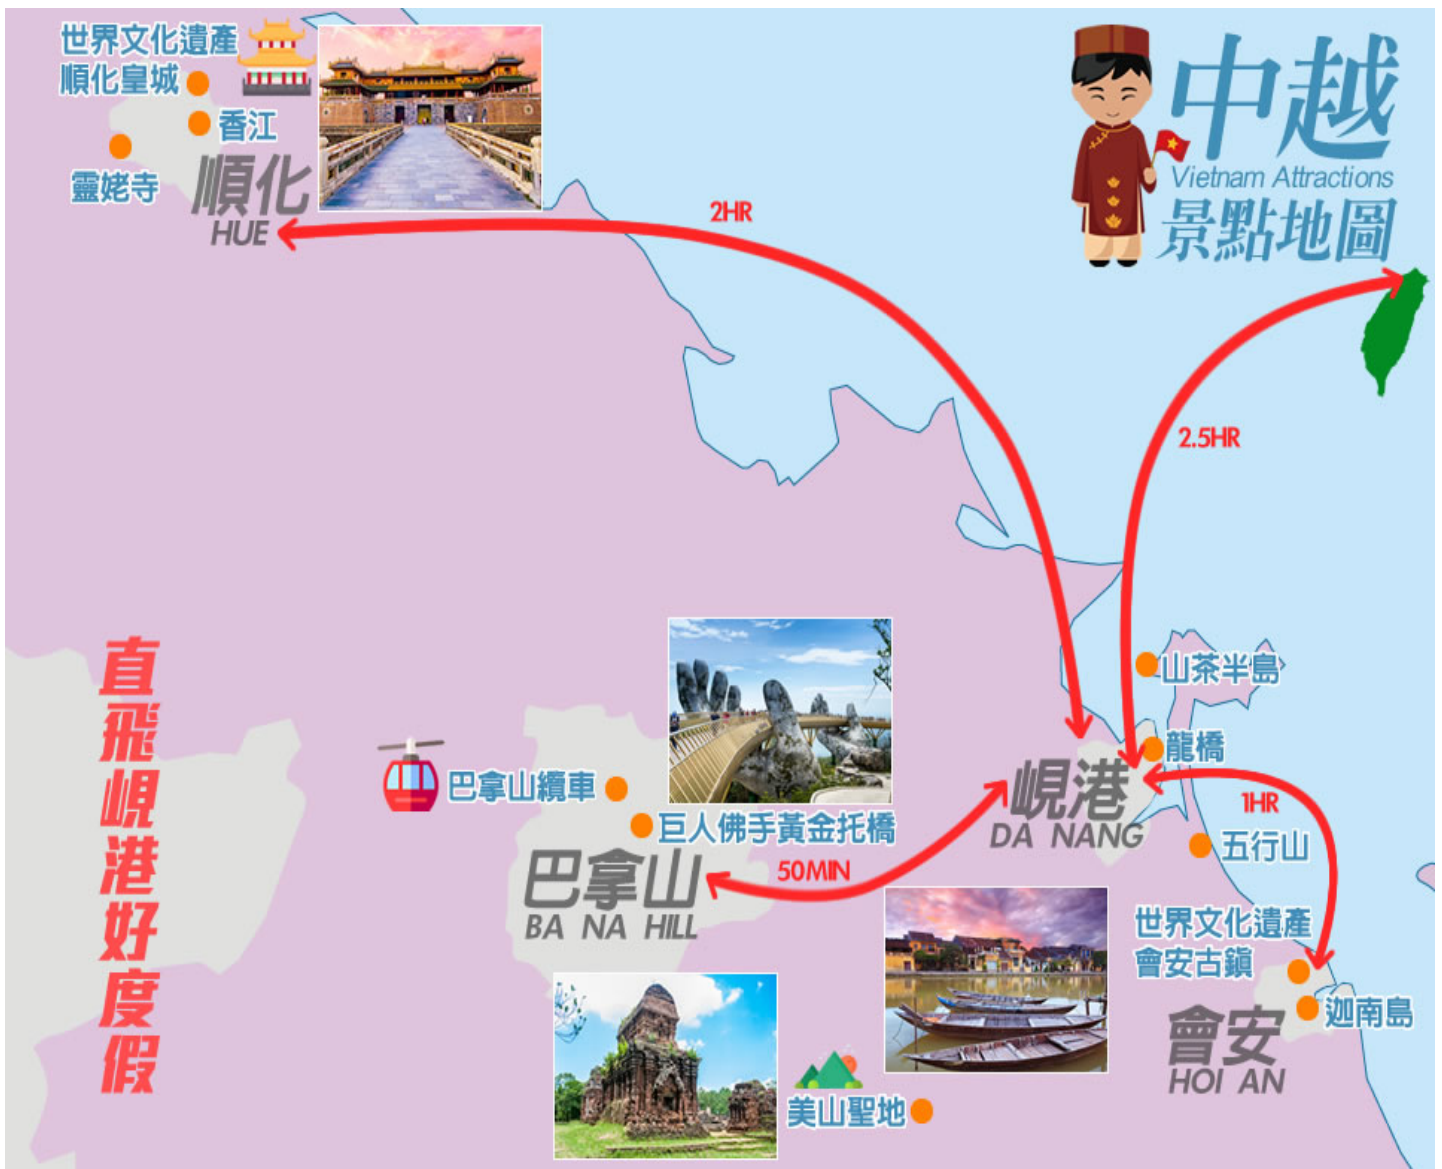 世界文化遺產
順化皇城
香江
靈姥寺
順化
HUE
中越
Vietnam Attractions
景點地圖
2HR
2.5HR
直飛峴港好度假
山茶半島
龍橋
巴拿山纜車
巨人佛手黃金托橋
巴拿山
BA NA HILL
50MIN
峴港
DA NANG
1HR
五行山
世界文化遺產
會安古鎮
迦南島
會安
HOI AN
美山聖地